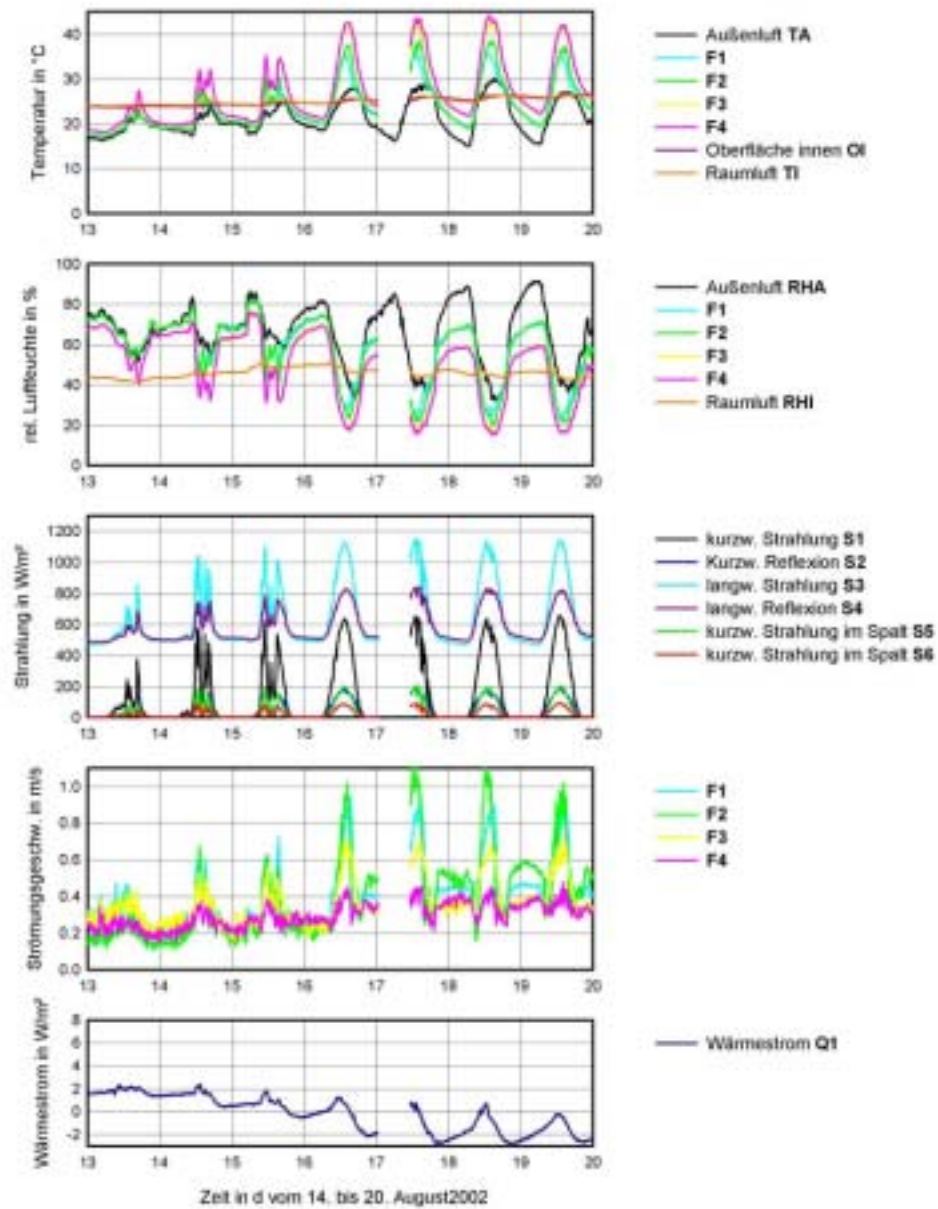 Temperatur in °C
40
30
20
10
0
13 14 15 16 17 18 19 20
Außenluft TA
F1
F2
F3
F4
Oberfläche innen OI
Raumluft TI
rel. Luftfeuchte in %
100
80
60
40
20
0
13 14 15 16 17 18 19 20
Außenluft RHA
F1
F2
F3
F4
Raumluft RHI
Strahlung in W/m²
1200
1000
800
600
400
200
0
13 14 15 16 17 18 19 20
kurzw. Strahlung S1
Kurzw. Reflexion S2
langw. Strahlung S3
langw. Reflexion S4
kurzw. Strahlung im Spalt S5
kurzw. Strahlung im Spalt S6
Strömungsgeschw. in m/s
1.0
0.8
0.6
0.4
0.2
0.0
13 14 15 16 17 18 19 20
F1
F2
F3
F4
Wärmestrom in W/m²
8
6
4
2
0
-2
13 14 15 16 17 18 19 20
Wärmestrom Q1
Zeit in d vom 14. bis 20. August2002